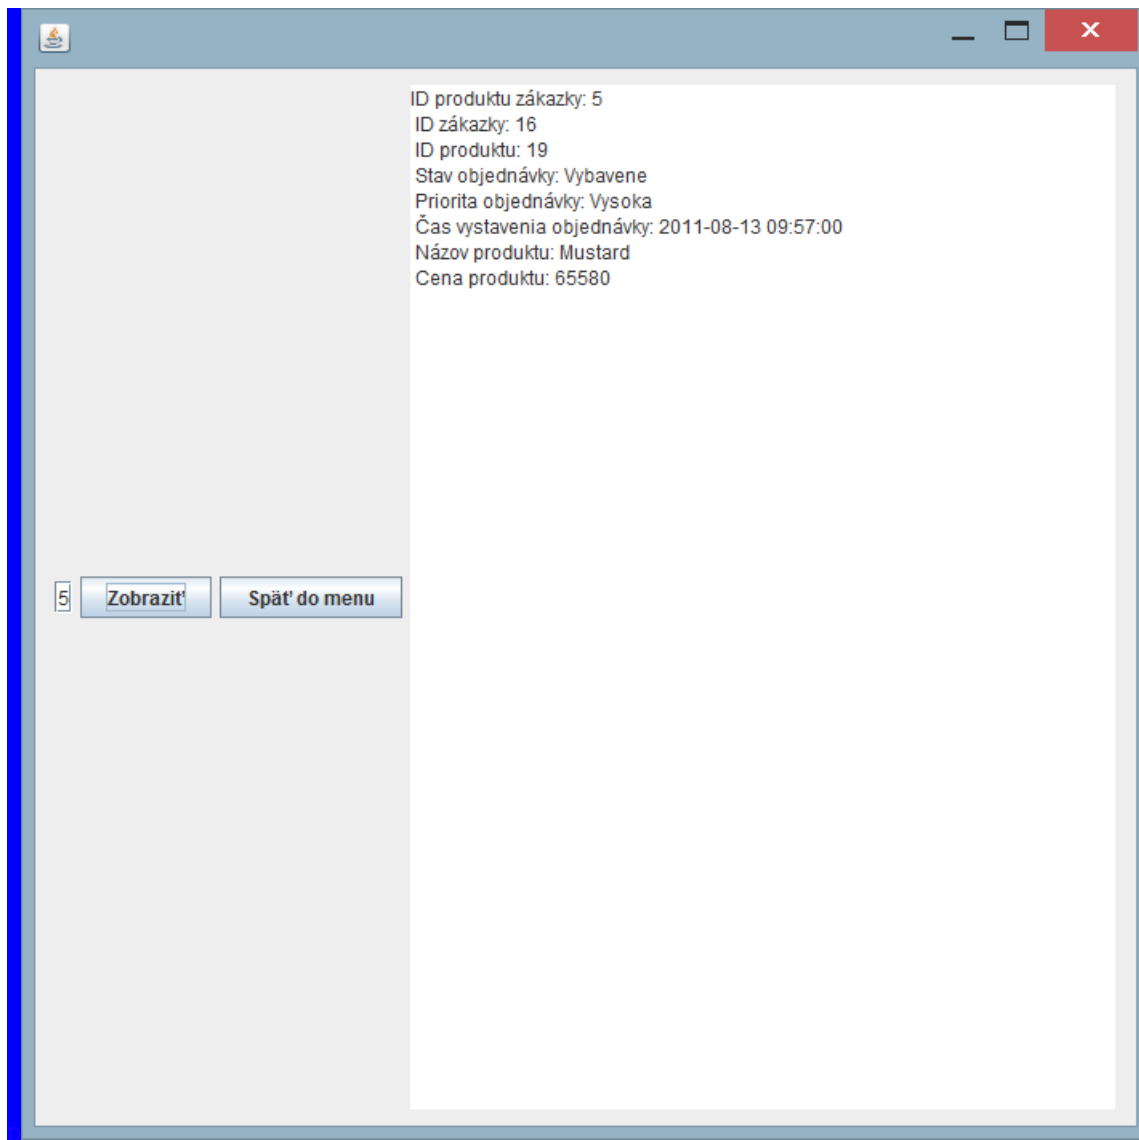 ID produktu zákazky: 5
ID zákazky: 16
ID produktu: 19
Stav objednávky: Vybavene
Priorita objednávky: Vysoka
Čas vystavenia objednávky: 2011-08-13 09:57:00
Názov produktu: Mustard
Cena produktu: 65580
5 Zobraziť Späť do menu